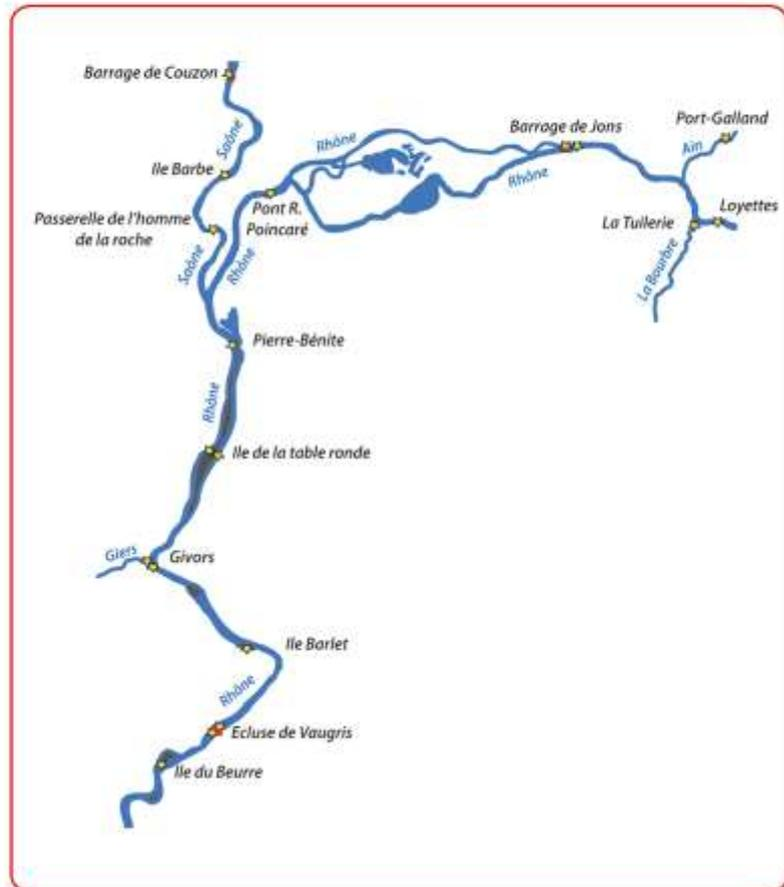 Barrage de Couzon
Saône
Ile Barbe
Passerelle de l'homme
de la roche
Saône
Rhône
Pont R.
Poincaré
Rhône
Barrage de Jons
Rhône
Port-Galland
Ain
La Tuilerie
Loyettes
La Bourbre
Pierre-Bénite
Rhône
Ile de la table ronde
Giers
Givors
Ile Barlet
Rhône
Ecluse de Vaugris
Ile du Beurre